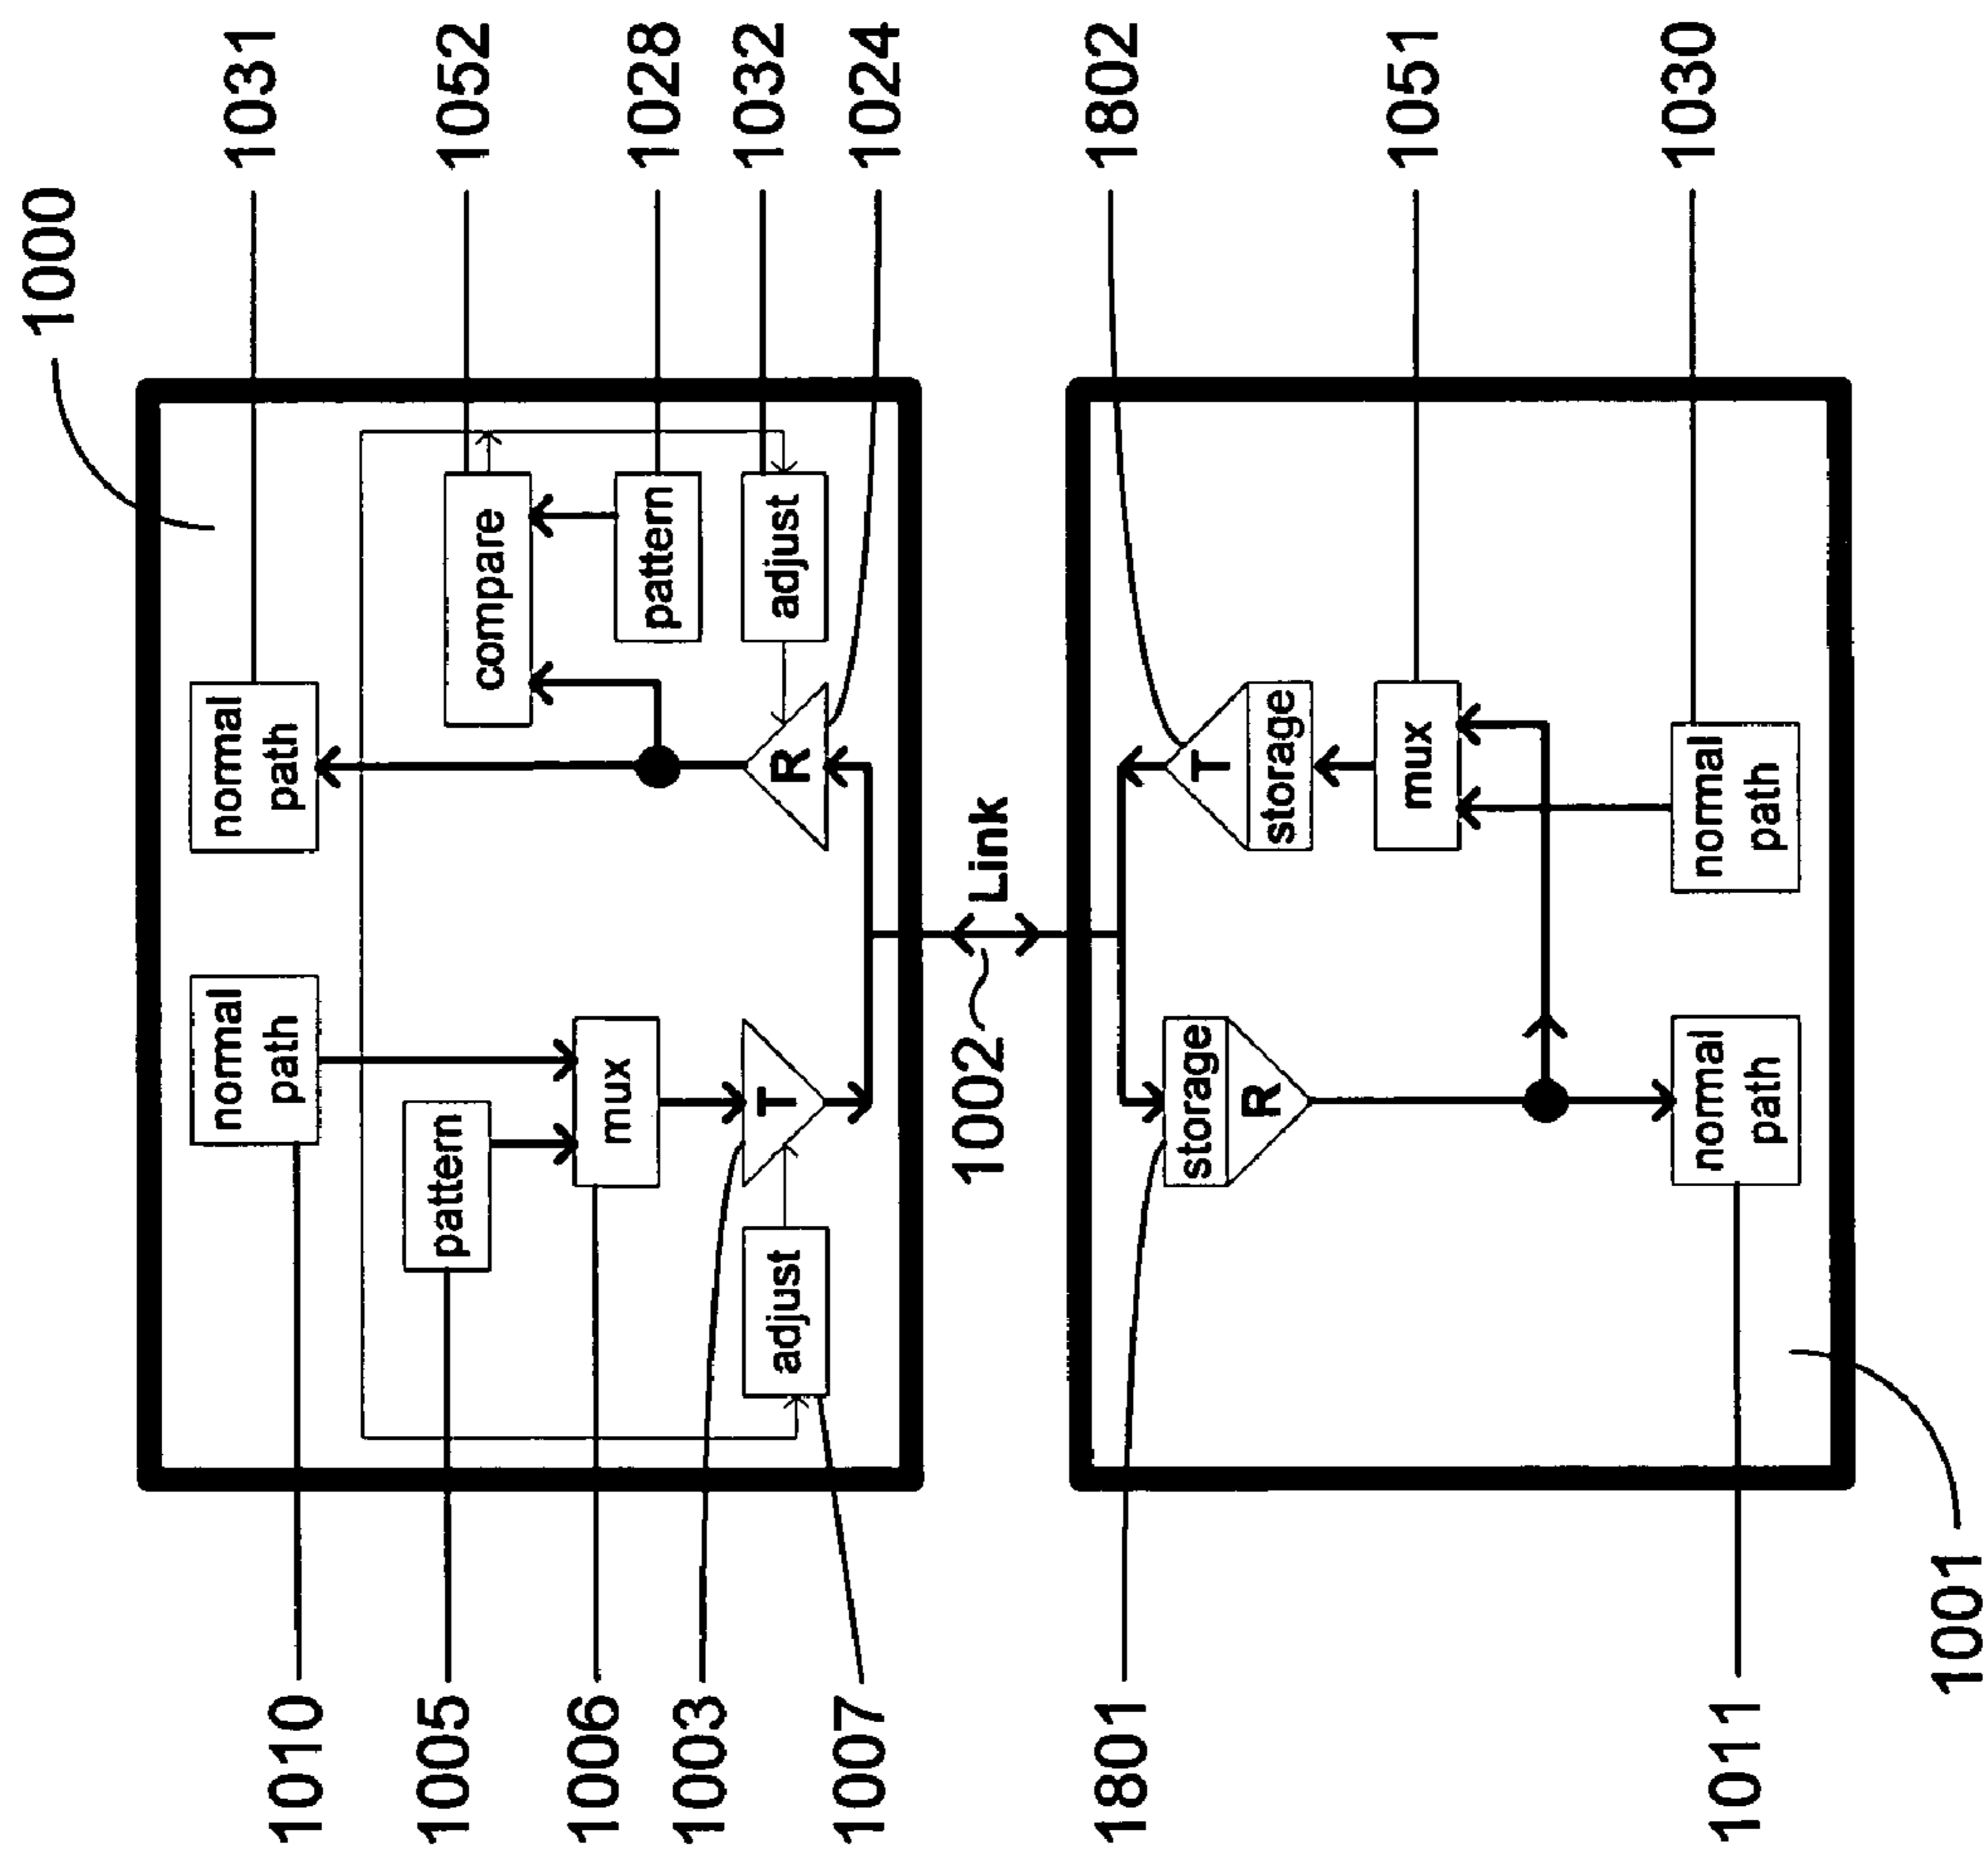 1000
1010
1005
1006
1003
1007
1031
1052
1028
1032
1024
normal
path
normal
path
pattern
compare
mux
pattern
T
R
adjust
adjust
1002
Link
1801
1011
1802
1051
1030
storage
R
T
storage
mux
normal
path
normal
path
1001